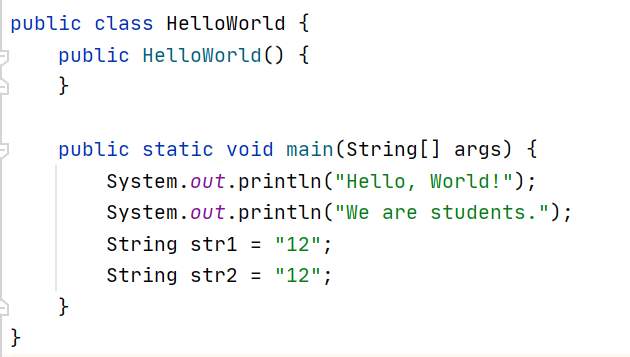 public class HelloWorld {
    public HelloWorld() {
    }

    public static void main(String[] args) {
        System.out.println("Hello, World!");
        System.out.println("We are students.");
        String str1 = "12";
        String str2 = "12";
    }
}